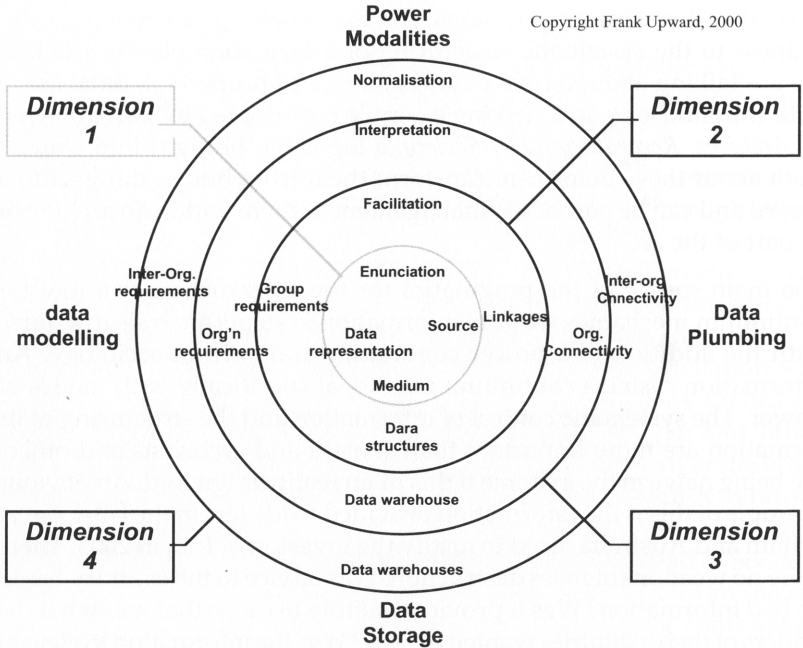 Power
Modalities
Copyright Frank Upward, 2000
Normalisation
Dimension
1
Dimension
2
Interpretation
Facilitation
Enunciation
Inter-Org.
requirements
Group
requirements
Inter-org
Cnnectivity
data
modelling
Org'n
requirements
Data
representation
Source
Linkages
Org.
Connectivity
Data
Plumbing
Medium
Dara
structures
Data warehouse
Dimension
4
Dimension
3
Data warehouses
Data
Storage